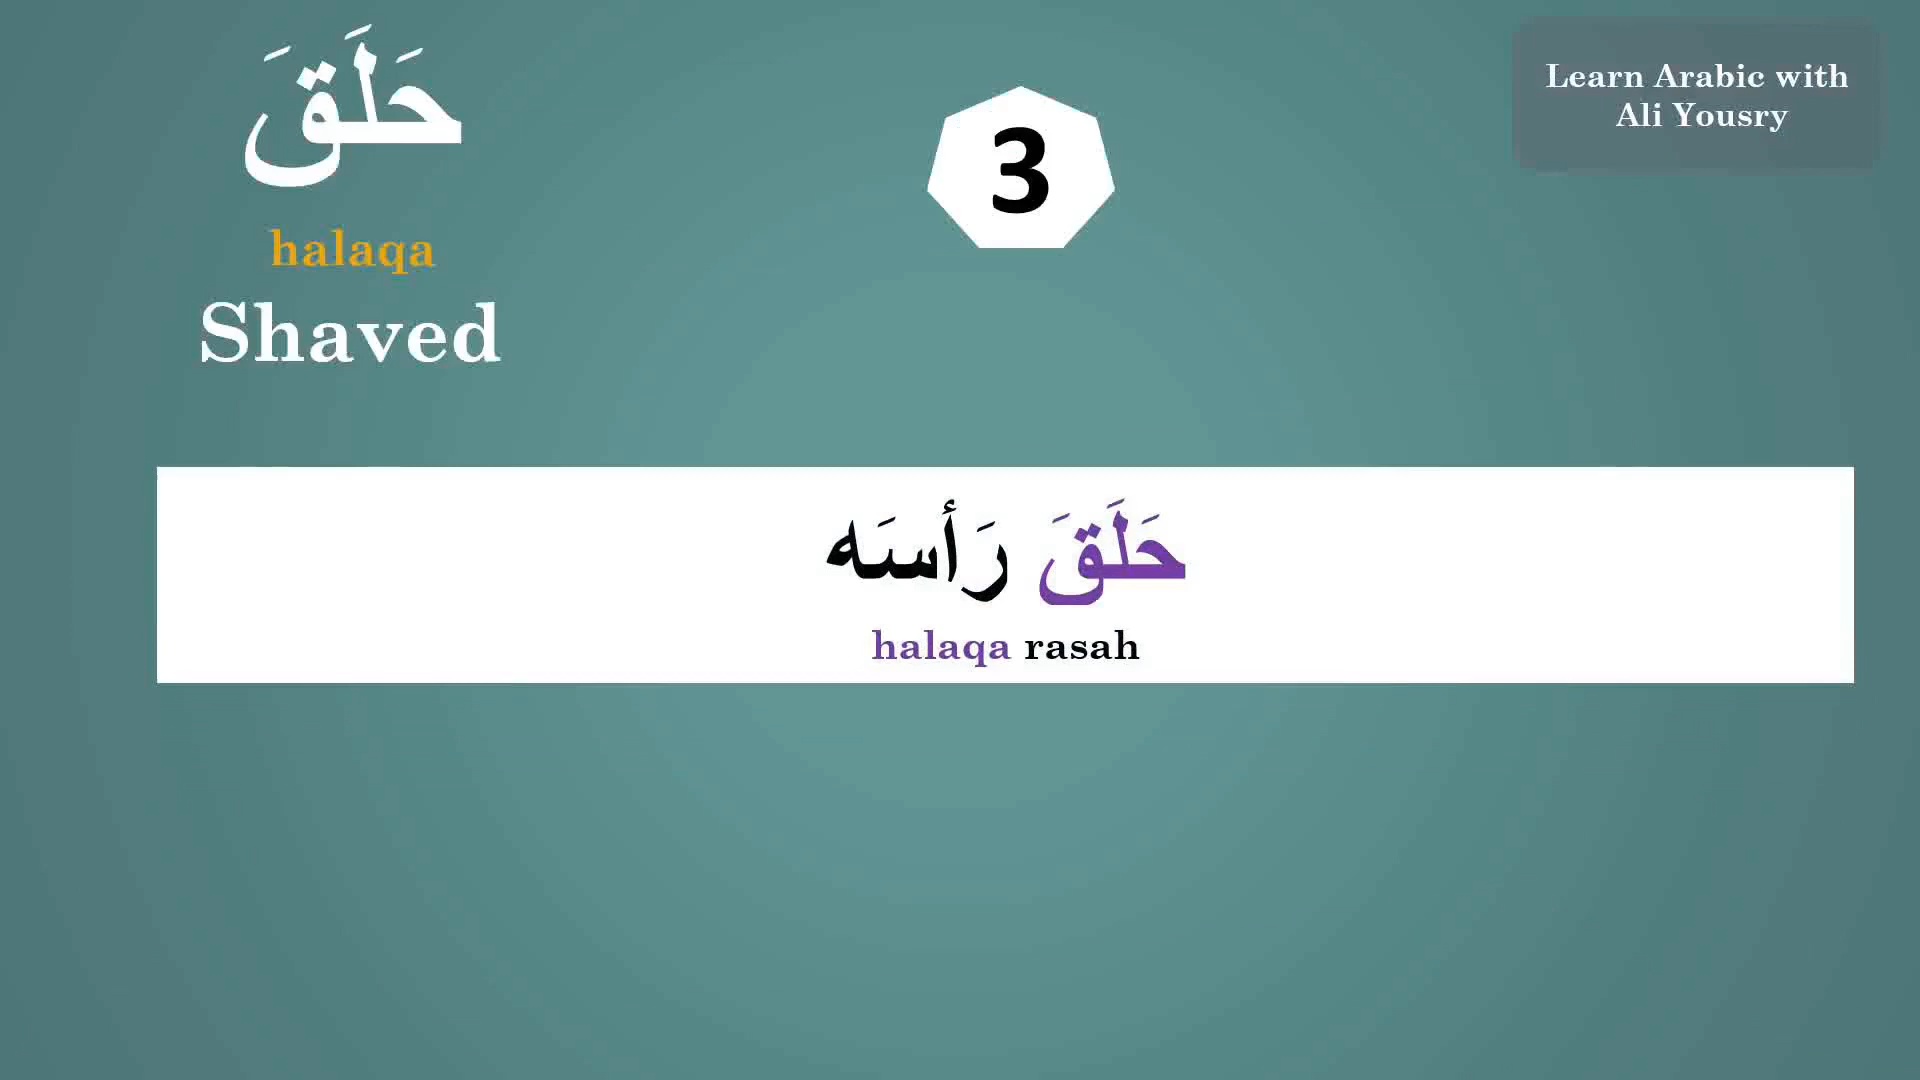 حَلَقَ
halaqa
Shaved
3
Learn Arabic with
Ali Yousry
حَلَقَ رَأسَه
halaqa rasah